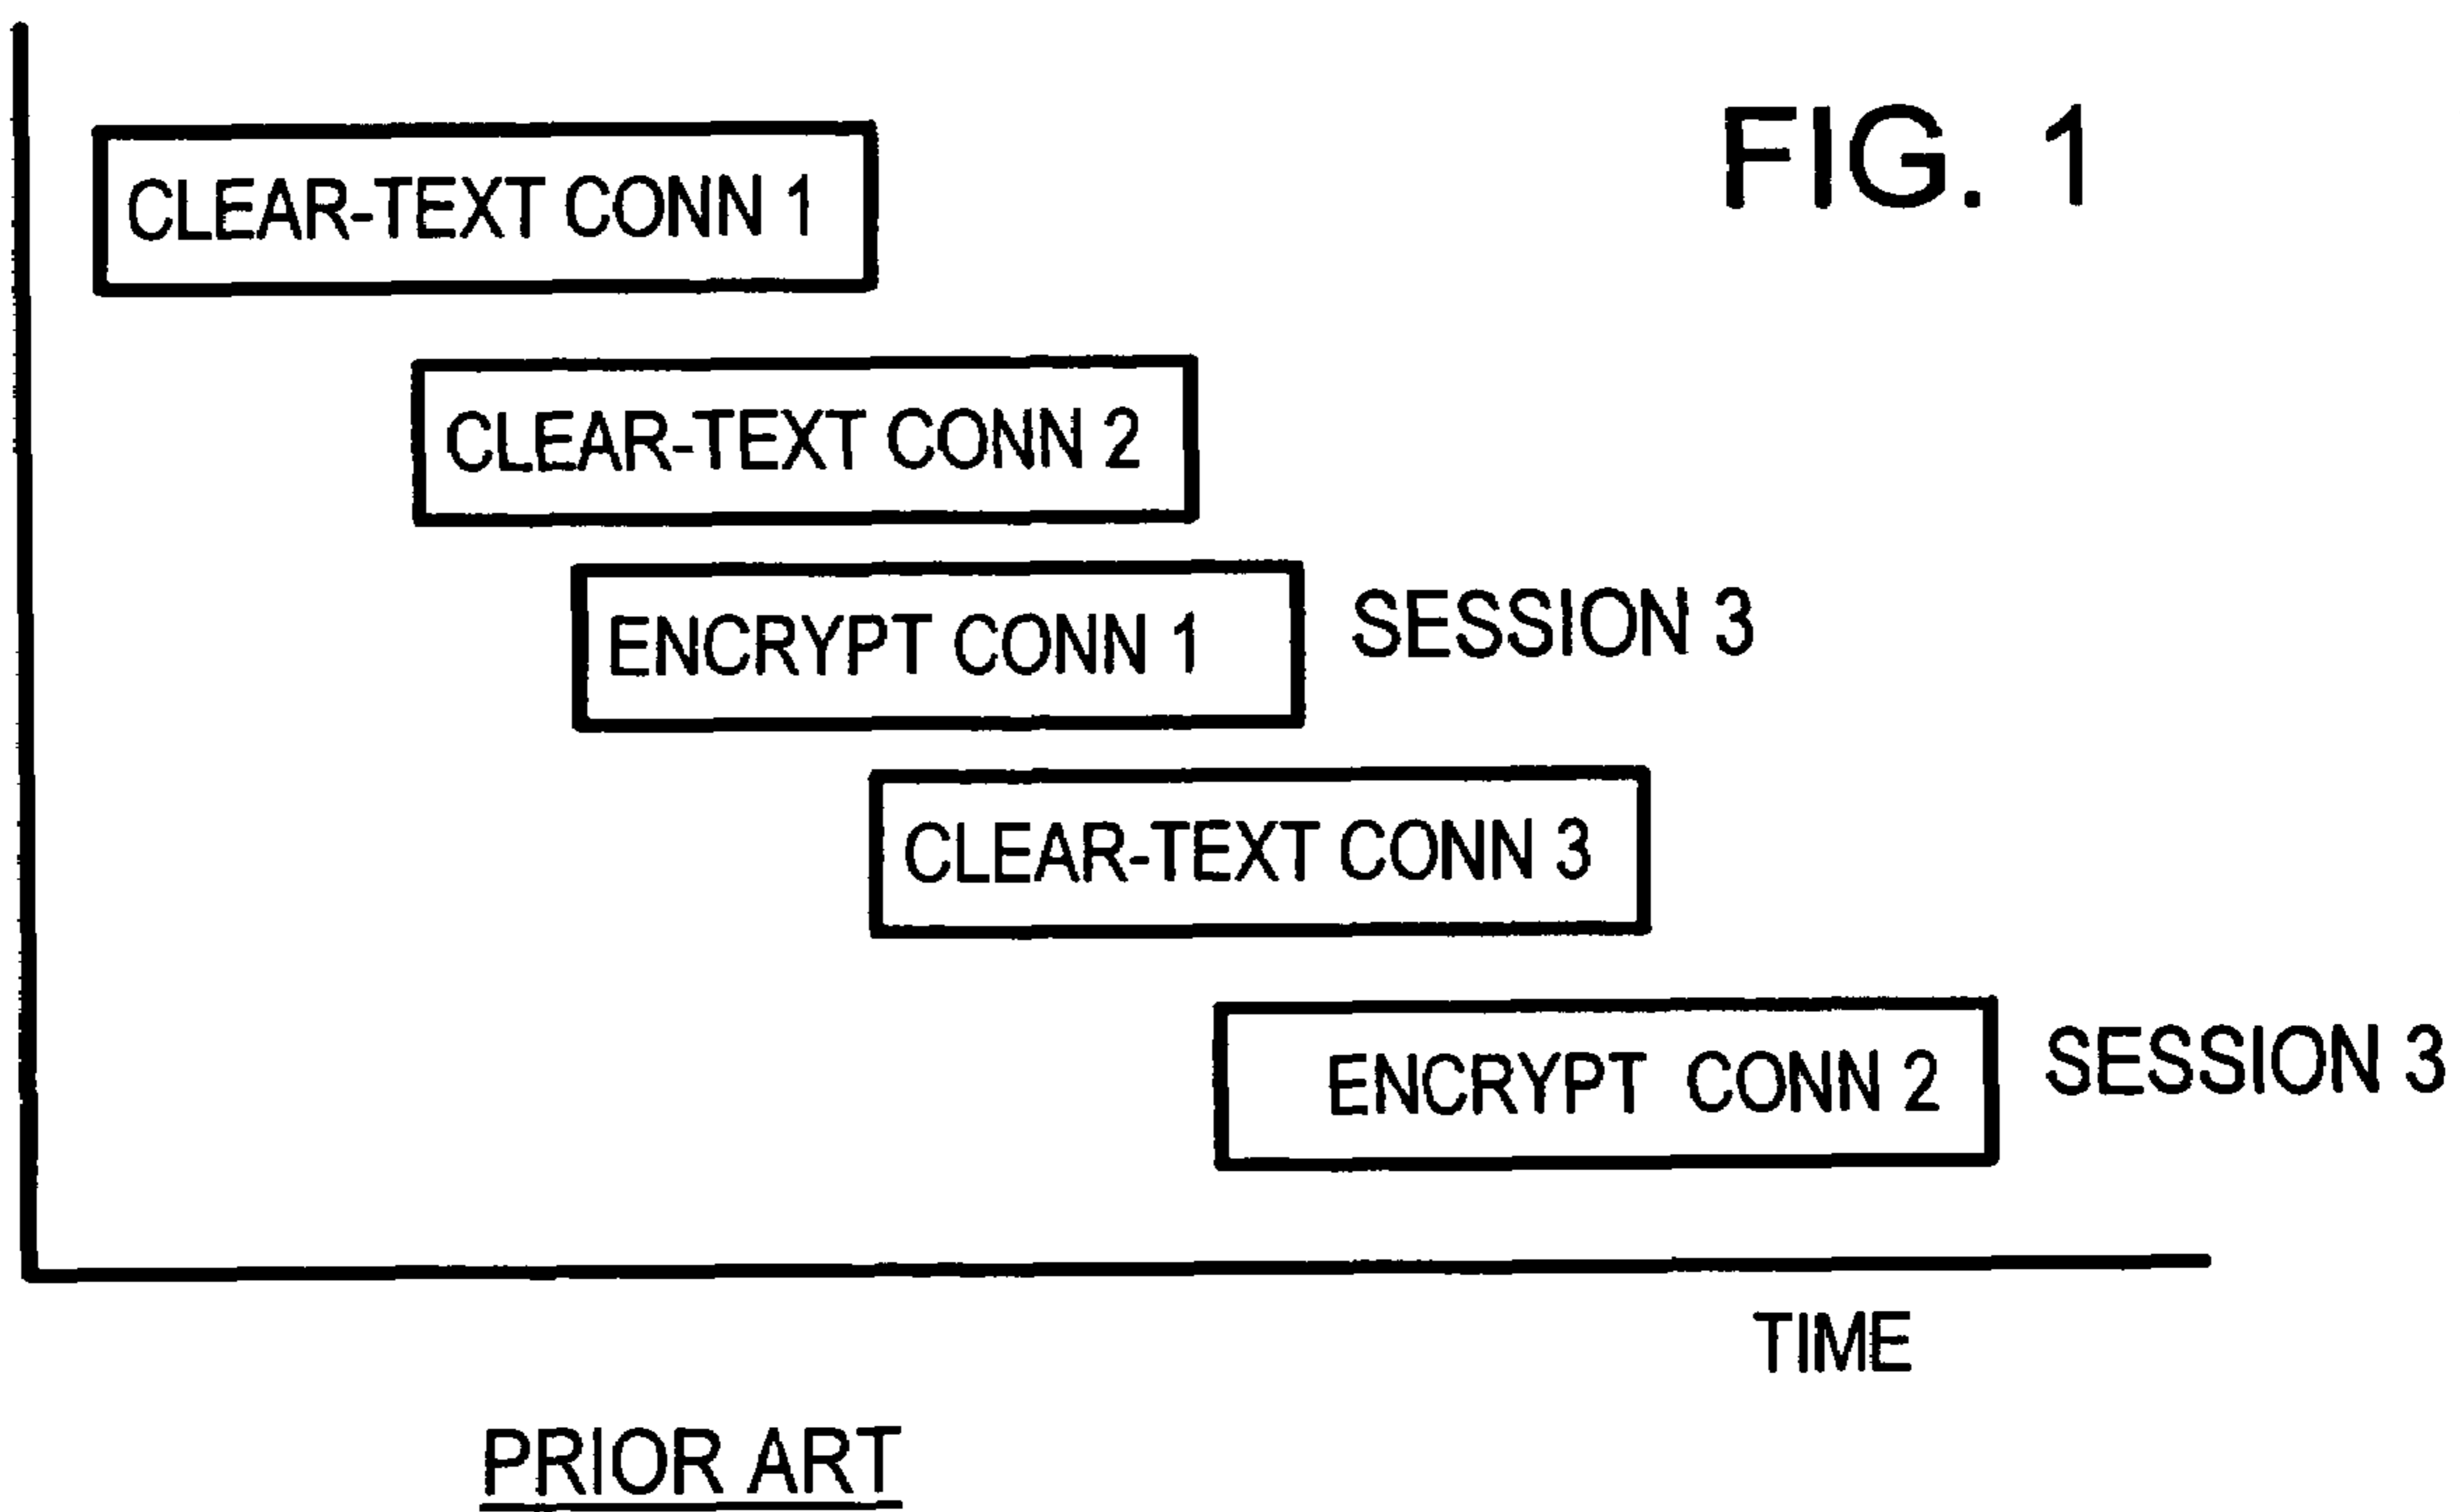 FIG. 1
CLEAR-TEXT CONN 1
CLEAR-TEXT CONN 2
ENCRYPT CONN 1 SESSION 3
CLEAR-TEXT CONN 3
ENCRYPT CONN 2 SESSION 3
TIME
PRIOR ART